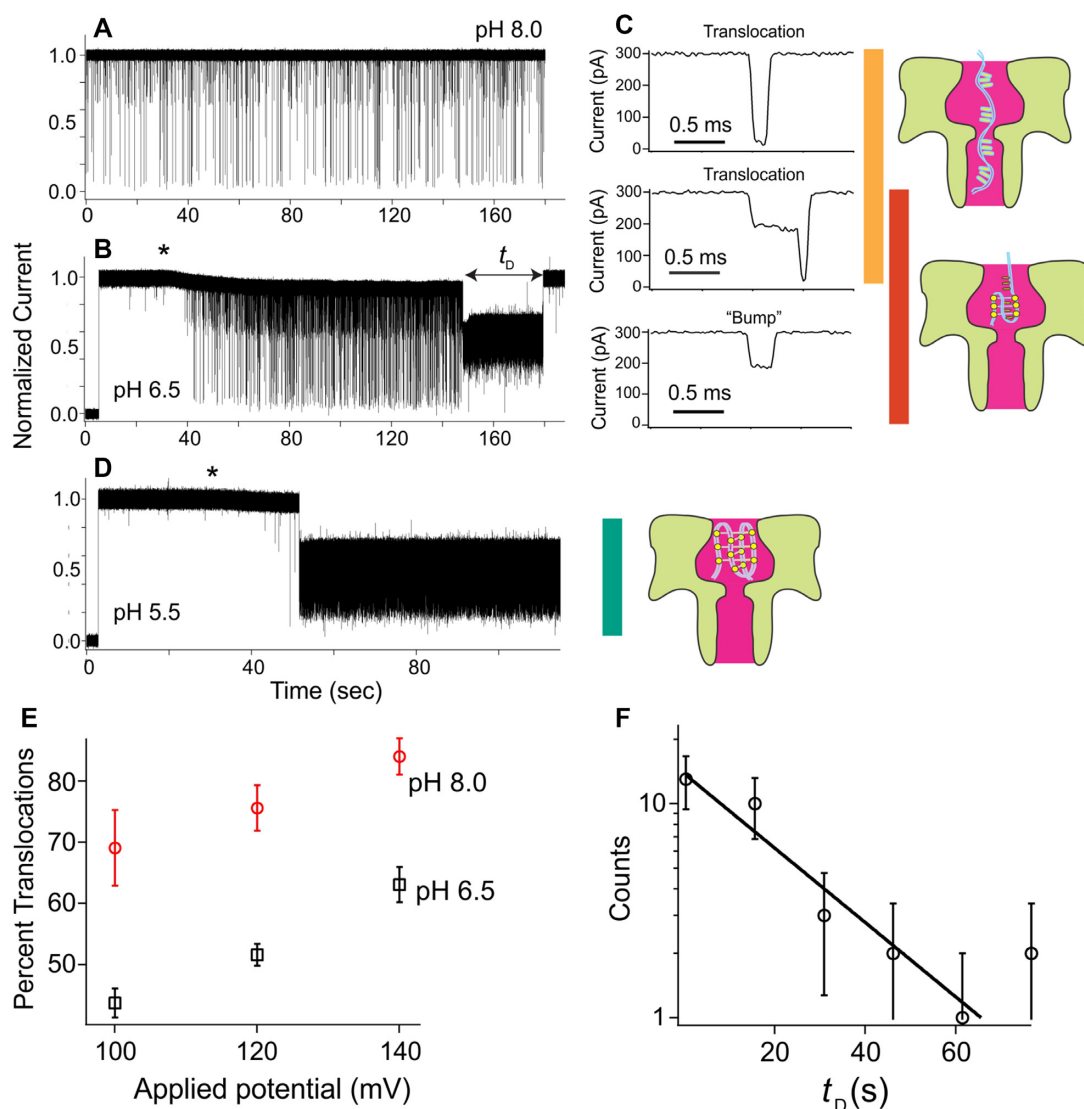 A
pH 8.0
1.0
0.5
0.0
0 40 80 120 160
B
*
tD
1.0
0.5
0.0
pH 6.5
0 40 80 120 160
D
*
1.0
0.5
0.0
pH 5.5
0 40 80
Normalized Current
Time (sec)
C
Translocation
Current (pA)
300
200
100
0
0.5 ms
Translocation
Current (pA)
300
200
100
0
0.5 ms
“Bump”
Current (pA)
300
200
100
0
0.5 ms
E
Percent Translocations
80
70
60
50
pH 8.0
pH 6.5
100 120 140
Applied potential (mV)
F
Counts
10
1
20 40 60
tD(s)